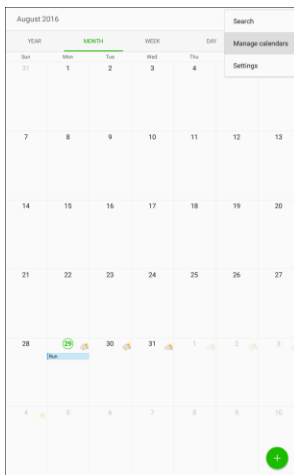 August 2016
Search
YEAR MONTH WEEK DAY
Manage calendars
Sun Mon Tue Wed Thu
Settings
31 1 2 3 4
7 8 9 10 11 12 13
14 15 16 17 18 19 20
21 22 23 24 25 26 27
28 29 30 31 1 2 3
Run
4 5 6 7 8 9 10
+